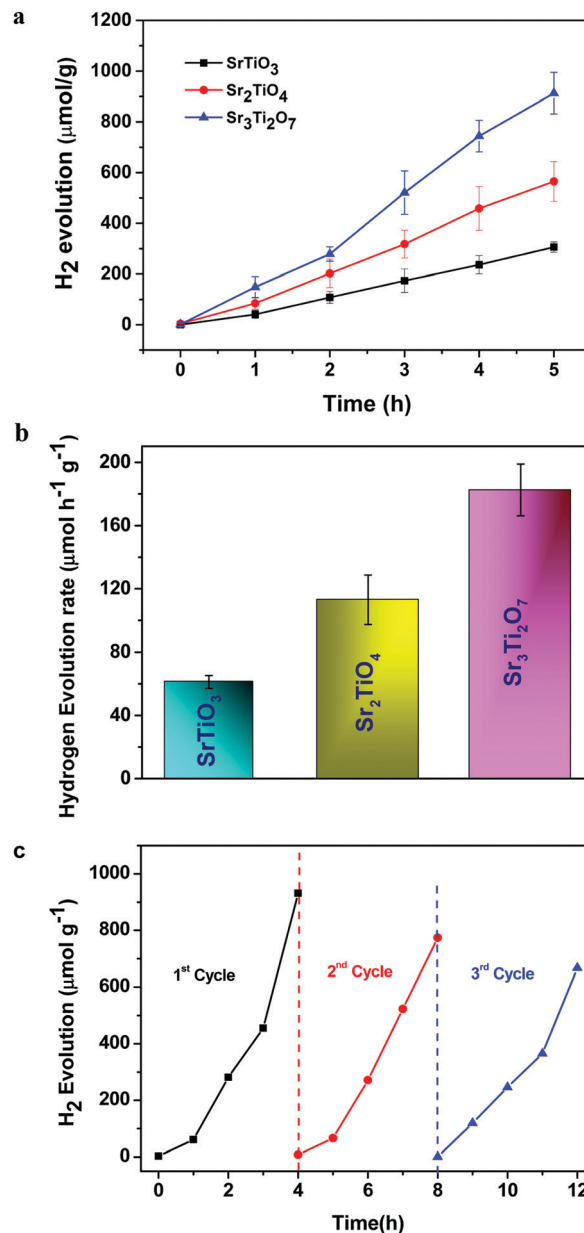 a
H₂ evolution (μmol/g)
1200
1000
800
600
400
200
0
SrTiO₃
Sr₂TiO₄
Sr₃Ti₂O₇
0 1 2 3 4 5
Time (h)
b
Hydrogen Evolution rate (μmol h⁻¹ g⁻¹)
200
160
120
80
60
40
0
SrTiO₃
Sr₂TiO₄
Sr₃Ti₂O₇
c
H₂ Evolution (μmol g⁻¹)
1000
800
600
400
200
0
1ˢᵗ Cycle
2ⁿᵈ Cycle
3ʳᵈ Cycle
0 2 4 6 8 10 12
Time(h)